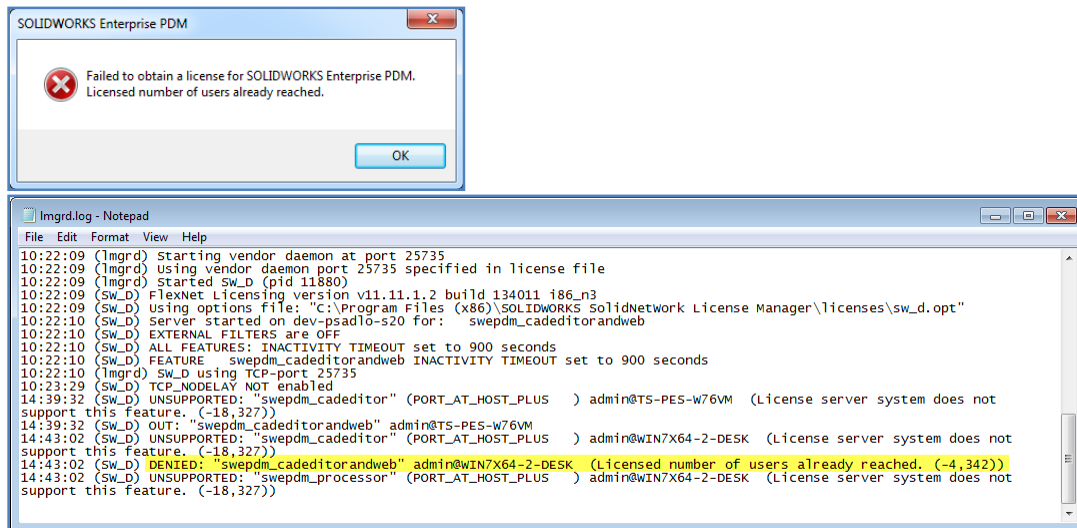 SOLIDWORKS Enterprise PDM
Failed to obtain a license for SOLIDWORKS Enterprise PDM.
Licensed number of users already reached.
OK
lmgrd.log - Notepad
File Edit Format View Help
10:22:09 (lmgrd) Starting vendor daemon at port 25735
10:22:09 (lmgrd) Using vendor daemon port 25735 specified in license file
10:22:09 (lmgrd) Started SW_D (pid 11880)
10:22:09 (SW_D) FlexNet Licensing version v11.11.1.2 build 134011 i86_n3
10:22:09 (SW_D) Using options file: "C:\Program Files (x86)\SOLIDWORKS SolidNetWork License Manager\licenses\sw_d.opt"
10:22:10 (SW_D) Server started on dev-psadlo-s20 for: swepdm_cadeditorandweb
10:22:10 (SW_D) EXTERNAL FILTERS are OFF
10:22:10 (SW_D) ALL FEATURES: INACTIVITY TIMEOUT set to 900 seconds
10:22:10 (SW_D) FEATURE swepdm_cadeditorandweb INACTIVITY TIMEOUT set to 900 seconds
10:22:10 (lmgrd) SW_D using TCP-port 25735
10:23:29 (SW_D) TCP_NODELAY NOT enabled
14:39:32 (SW_D) UNSUPPORTED: "swepdm_cadeditor" (PORT_AT_HOST_PLUS ) admin@TS-PES-W76VM (License server system does not
support this feature. (-18,327))
14:39:32 (SW_D) OUT: "swepdm_cadeditorandweb" admin@TS-PES-W76VM
14:43:02 (SW_D) UNSUPPORTED: "swepdm_cadeditor" (PORT_AT_HOST_PLUS ) admin@WIN7X64-2-DESK (License server system does not
support this feature. (-18,327))
14:43:02 (SW_D) DENIED: "swepdm_cadeditorandweb" admin@WIN7X64-2-DESK (Licensed number of users already reached. (-4,342))
14:43:02 (SW_D) UNSUPPORTED: "swepdm_processor" (PORT_AT_HOST_PLUS ) admin@WIN7X64-2-DESK (License server system does not
support this feature. (-18,327))